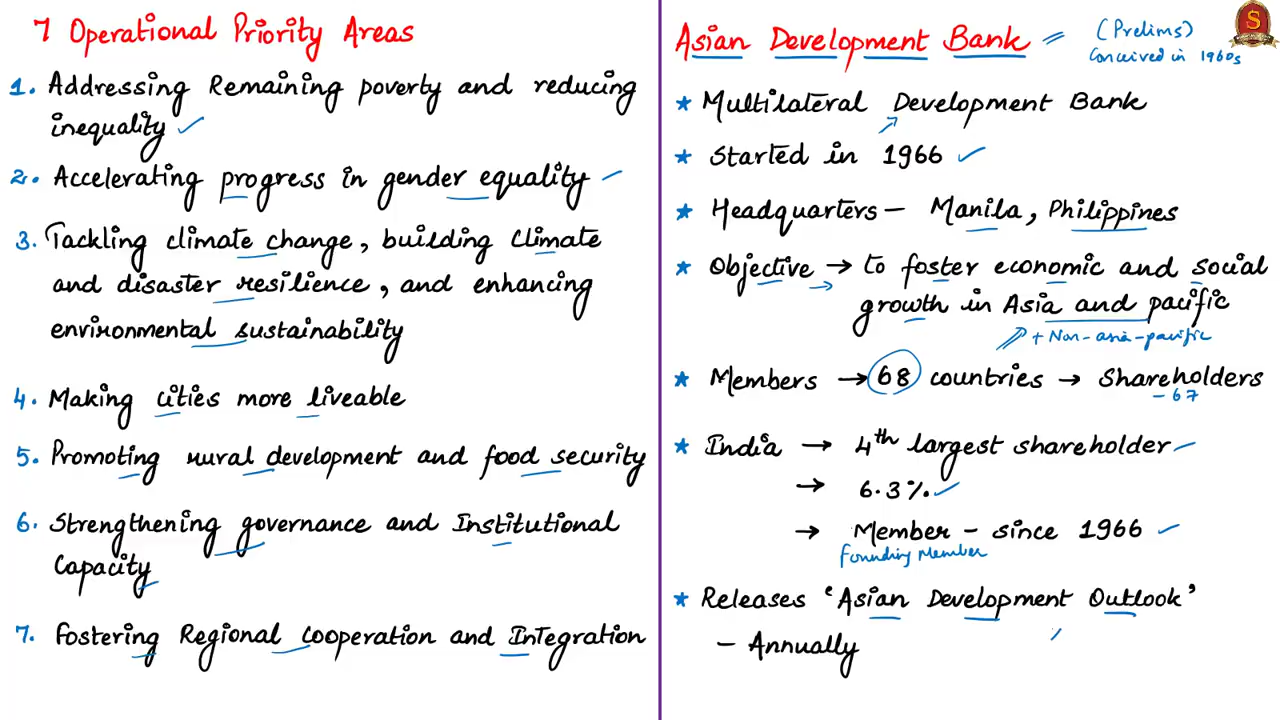 7 Operational Priority Areas
1. Addressing Remaining poverty and reducing
inequality
2. Accelerating progress in gender equality
3. Tackling climate change, building climate
and disaster resilience, and enhancing
environmental sustainability
4. Making cities more liveable
5. Promoting rural development and food security
6. Strengthening governance and Institutional
Capacity
7. Fostering Regional cooperation and Integration
Asian Development Bank
(Prelims)
Conceived in 1960s
S
* Multilateral Development Bank
* Started in 1966
* Headquarters - Manila, Philippines
* Objective → to foster economic and social
growth in Asia and pacific
+ Non-asia-pacific
* Members → 68 countries → Shareholders
- 67
* India → 4th largest shareholder
→ 6.3%
→ Member - since 1966
Founding Member
* Releases 'Asian Development Outlook'
- Annually